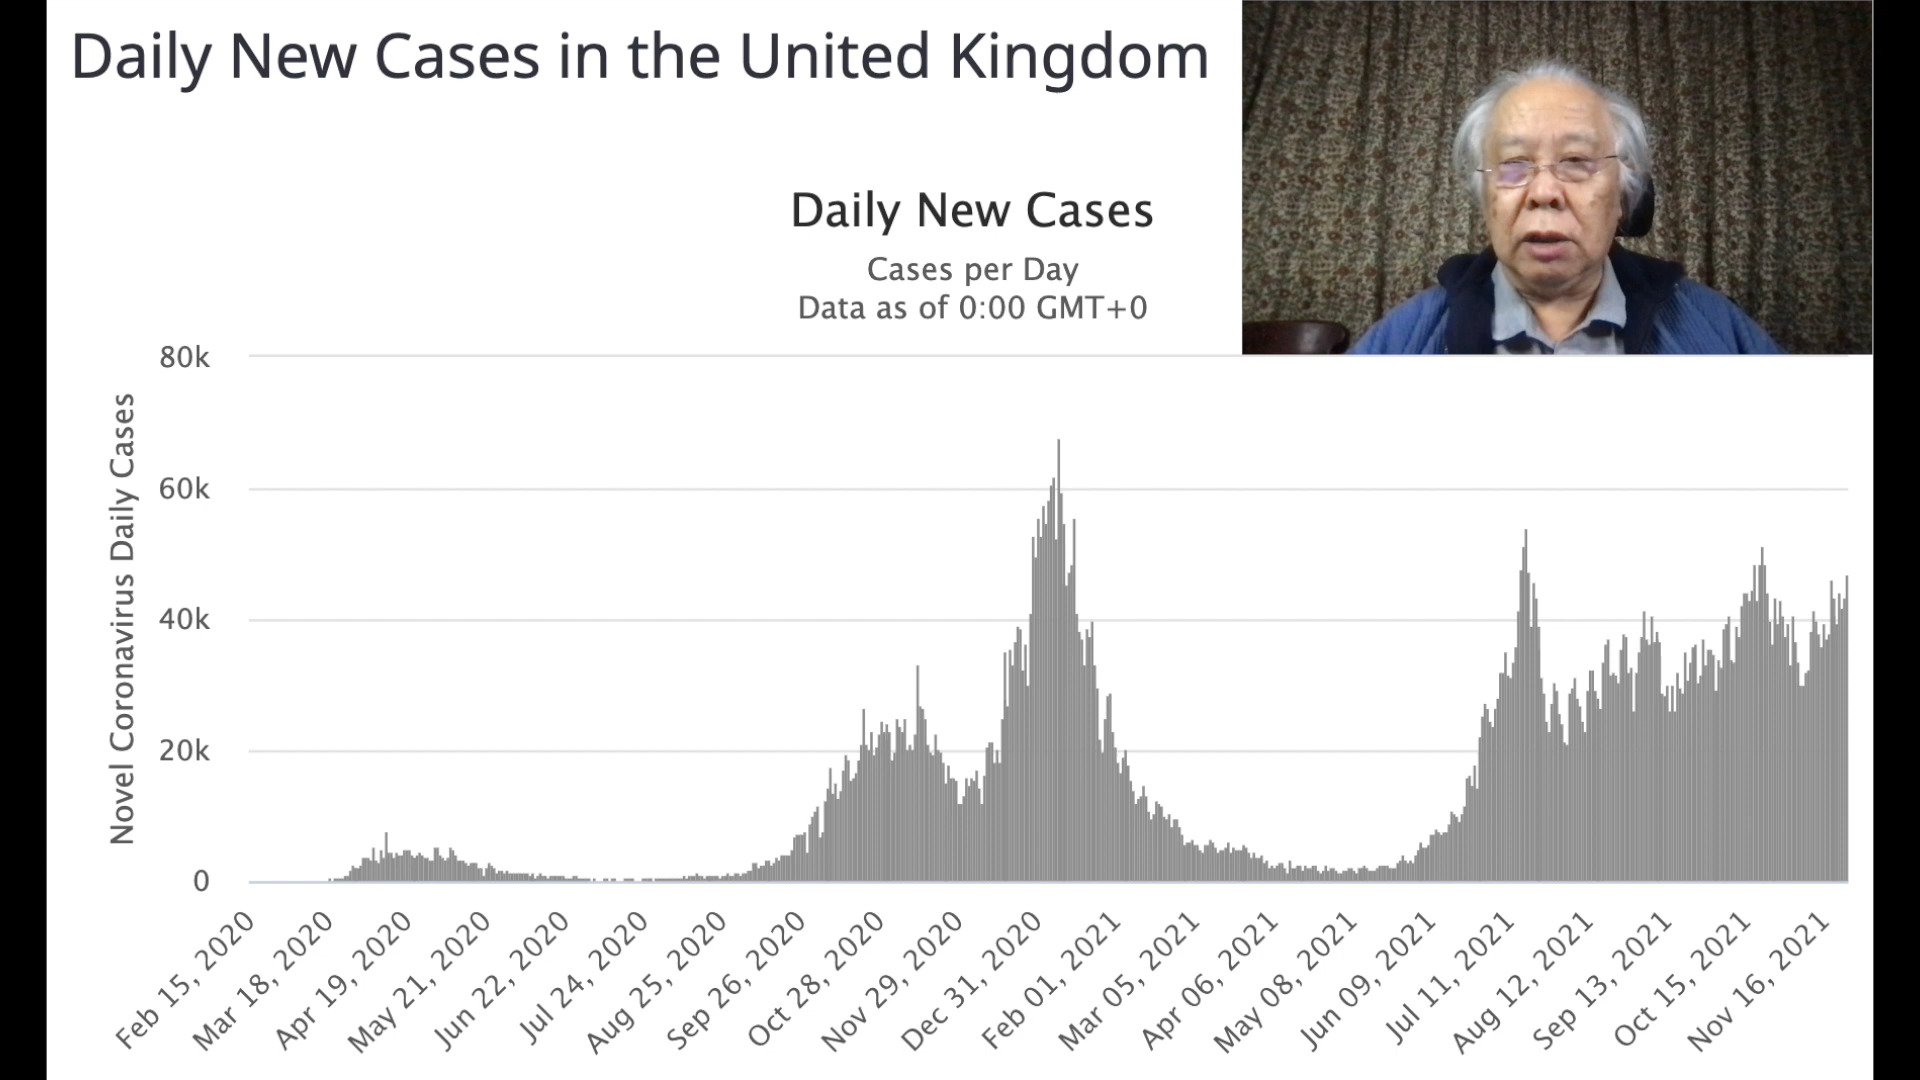 Daily New Cases in the United Kingdom
Daily New Cases
Cases per Day
Data as of 0:00 GMT+0
Novel Coronavirus Daily Cases
80k
60k
40k
20k
0
Feb 15, 2020
Mar 18, 2020
Apr 19, 2020
May 21, 2020
Jun 22, 2020
Jul 24, 2020
Aug 25, 2020
Sep 26, 2020
Oct 28, 2020
Nov 29, 2020
Dec 31, 2020
Feb 01, 2021
Mar 05, 2021
Apr 06, 2021
May 08, 2021
Jun 09, 2021
Jul 11, 2021
Aug 12, 2021
Sep 13, 2021
Oct 15, 2021
Nov 16, 2021